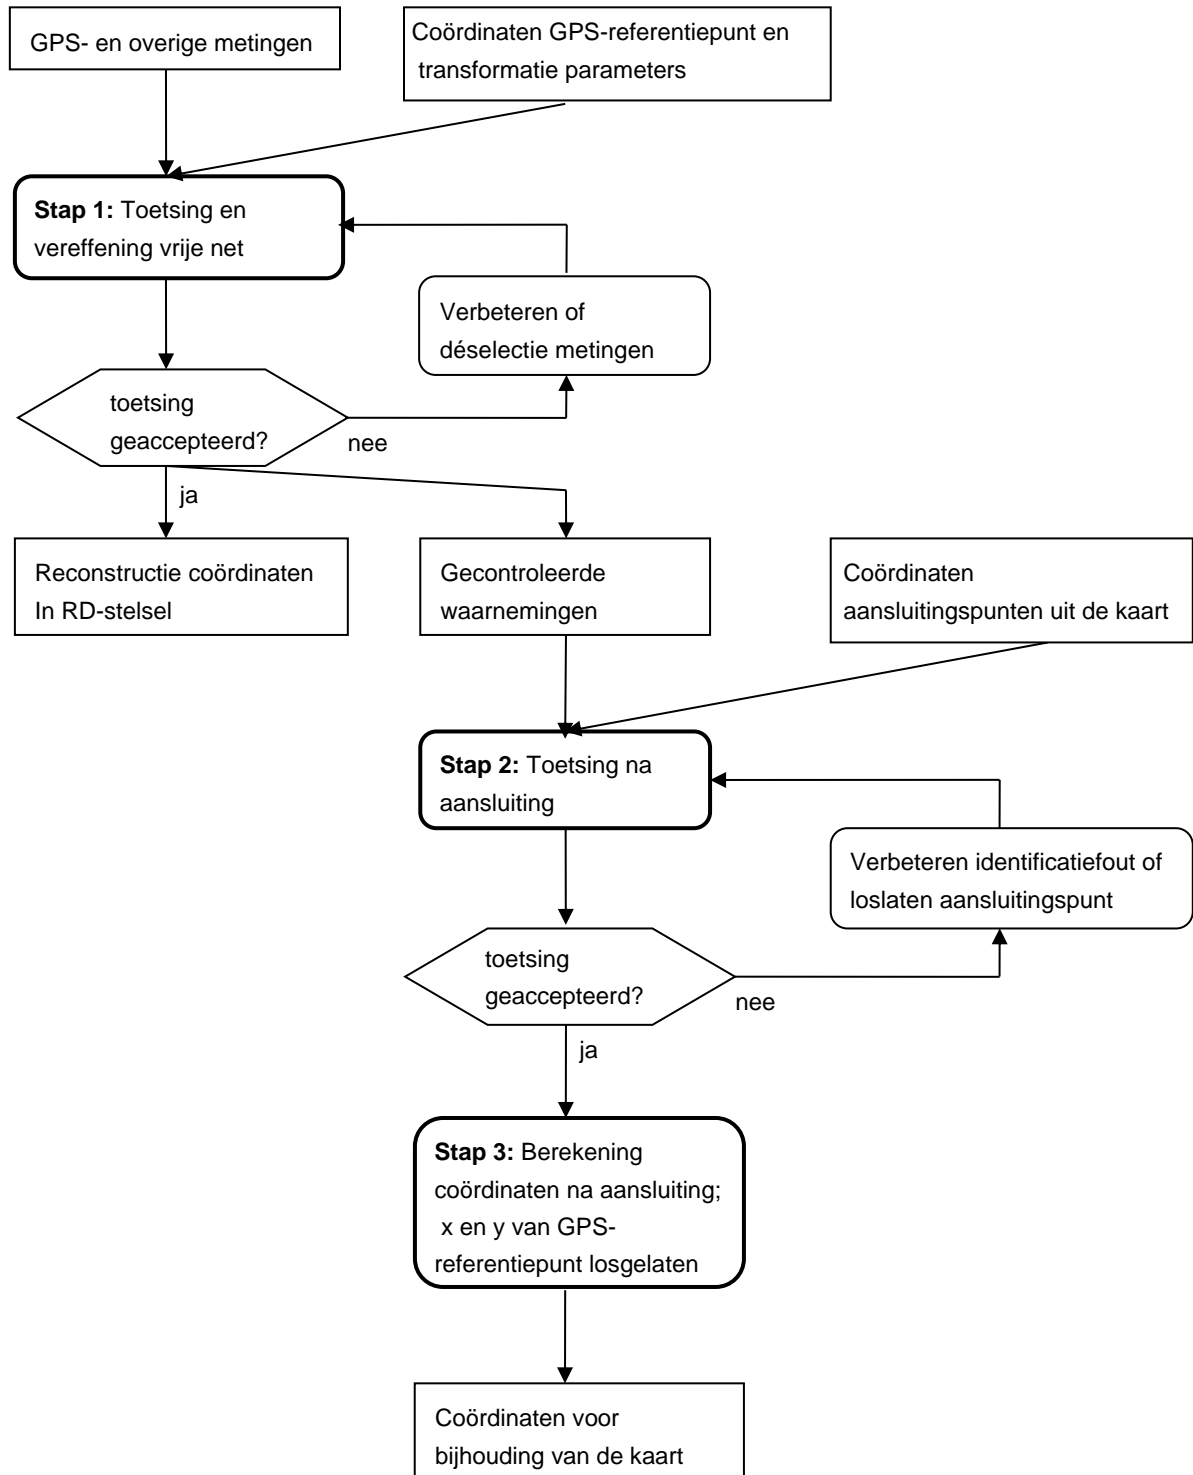 GPS- en overige metingen
Coördinaten GPS-referentiepunt en
transformatie parameters
Stap 1: Toetsing en
vereffening vrije net
Verbeteren of
déselectie metingen
toetsing
geaccepteerd?
nee
ja
Reconstructie coördinaten
In RD-stelsel
Gecontroleerde
waarnemingen
Coördinaten
aansluitingspunten uit de kaart
Stap 2: Toetsing na
aansluiting
Verbeteren identificatiefout of
loslaten aansluitingspunt
toetsing
geaccepteerd?
nee
ja
Stap 3: Berekening
coördinaten na aansluiting;
x en y van GPS-
referentiepunt losgelaten
Coördinaten voor
bijhouding van de kaart